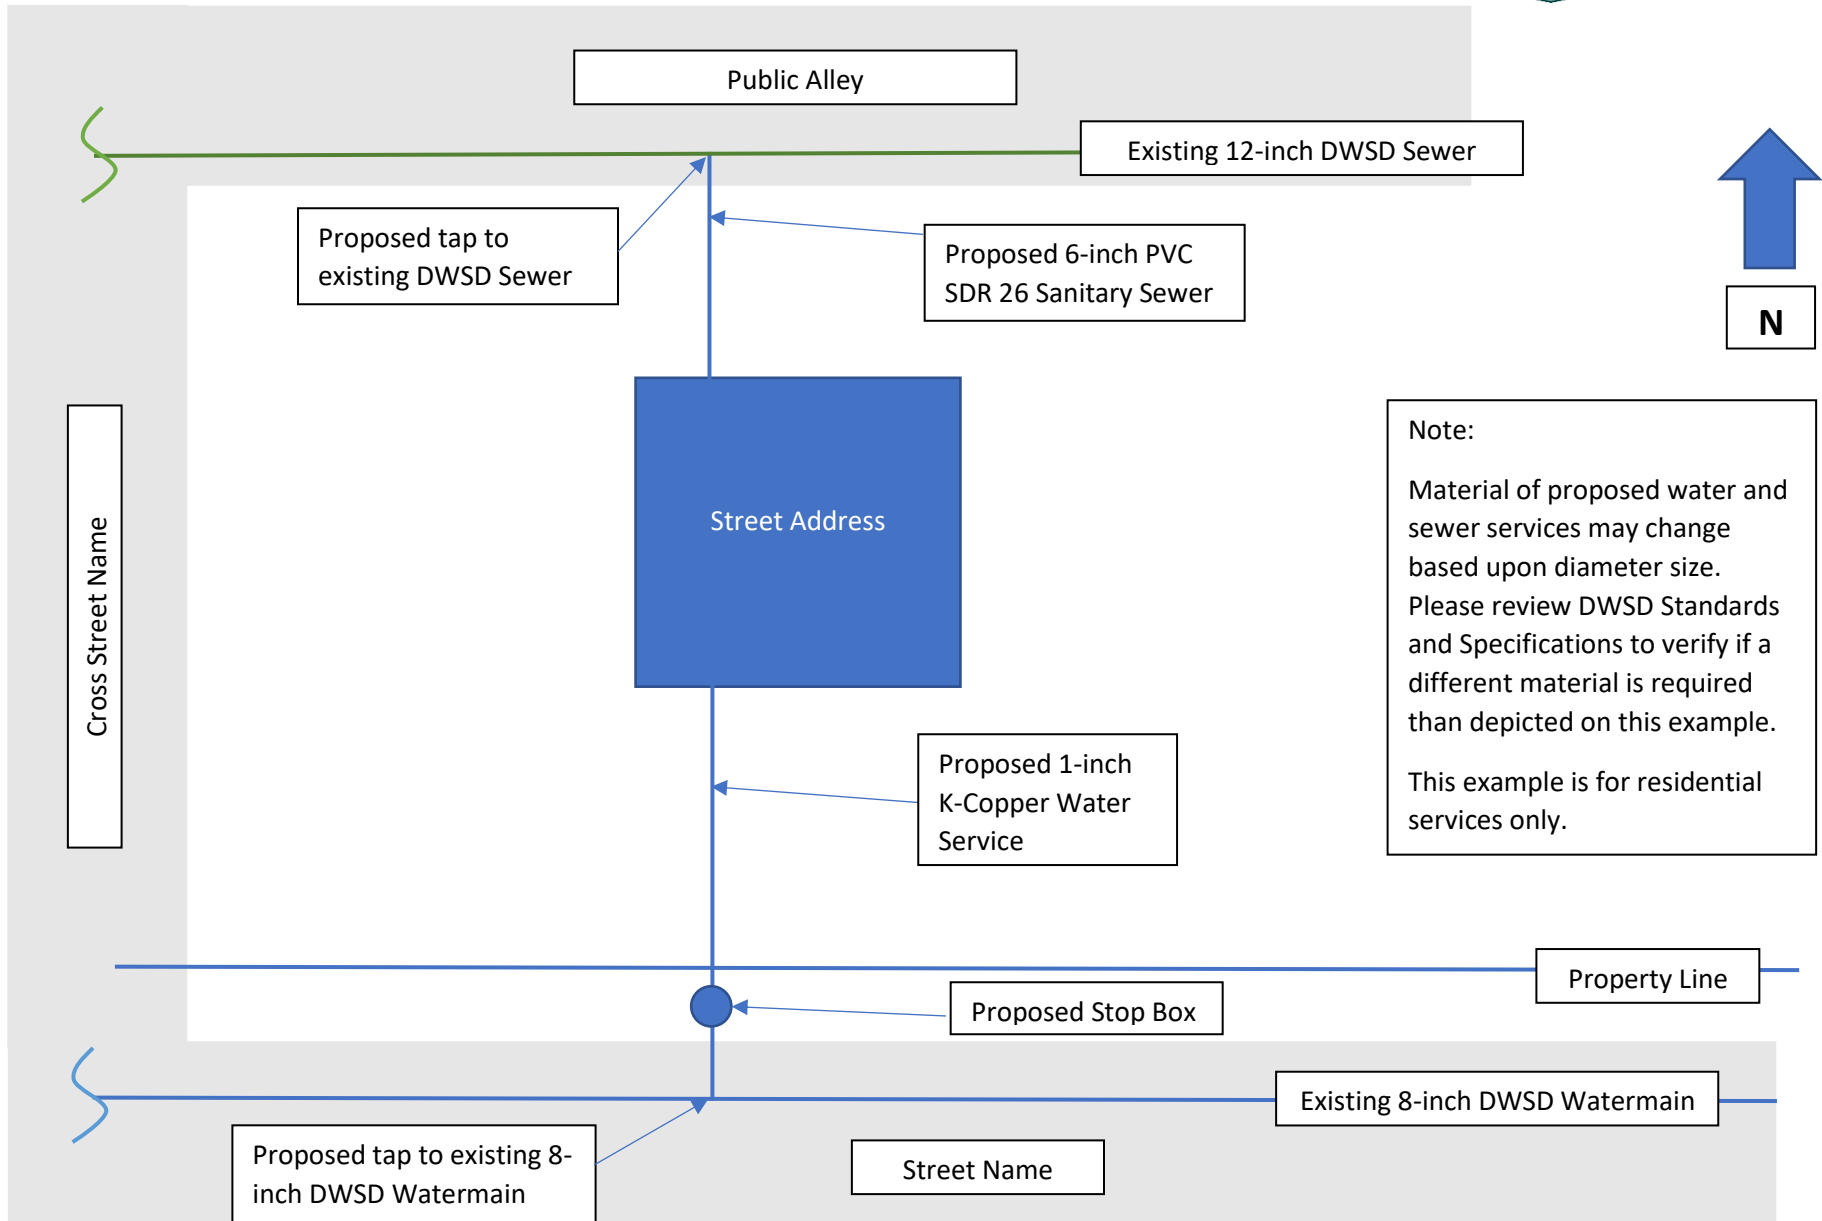 Public Alley
Existing 12-inch DWSD Sewer
Proposed tap to
existing DWSD Sewer
Proposed 6-inch PVC
SDR 26 Sanitary Sewer
N
Street Address
Cross Street Name
Note:
Material of proposed water and
sewer services may change
based upon diameter size.
Please review DWSD Standards
and Specifications to verify if a
different material is required
than depicted on this example.
This example is for residential
services only.
Proposed 1-inch
K-Copper Water
Service
Property Line
Proposed Stop Box
Existing 8-inch DWSD Watermain
Proposed tap to existing 8-
inch DWSD Watermain
Street Name